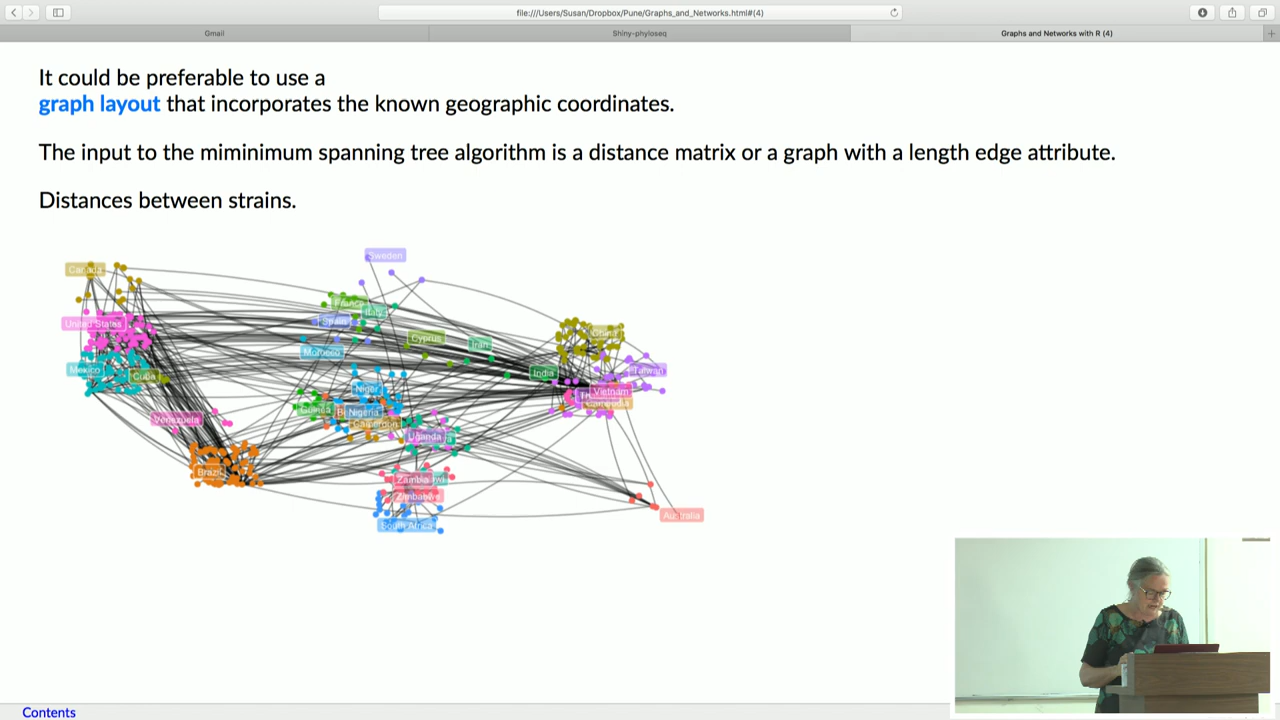 file:///Users/Susan/Dropbox/Pune/Graphs_and_Networks.html#(4)
Gmail
Shiny-phyloseq
Graphs and Networks with R (4)
It could be preferable to use a
graph layout that incorporates the known geographic coordinates.
The input to the miminimum spanning tree algorithm is a distance matrix or a graph with a length edge attribute.
Distances between strains.
Sweden
Canada
France
Italy
United States
Spain
Cyprus
China
Iran
Morocco
Mexico
Cuba
India
Taiwan
Niger
Vietnam
Cambodia
Guinea
Nigeria
Venezuela
Cameroon
Uganda
Brazil
Zambia
Zimbabwe
Australia
South Africa
Contents